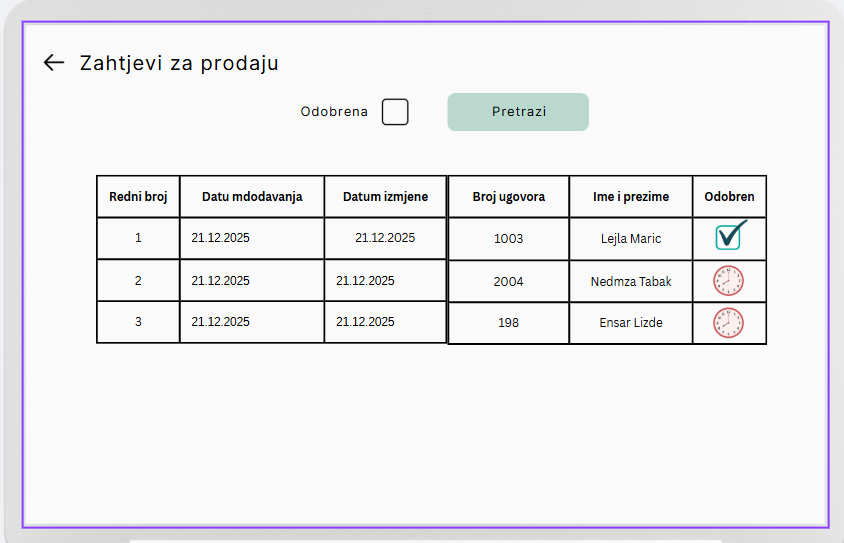 Zahtjevi za prodaju
Odobrena Pretrazi
Redni broj Datu mdodavanja Datum izmjene Broj ugovora Ime i prezime Odobren
1 21.12.2025 21.12.2025 1003 Lejla Maric
2 21.12.2025 21.12.2025 2004 Nedmza Tabak
3 21.12.2025 21.12.2025 198 Ensar Lizde